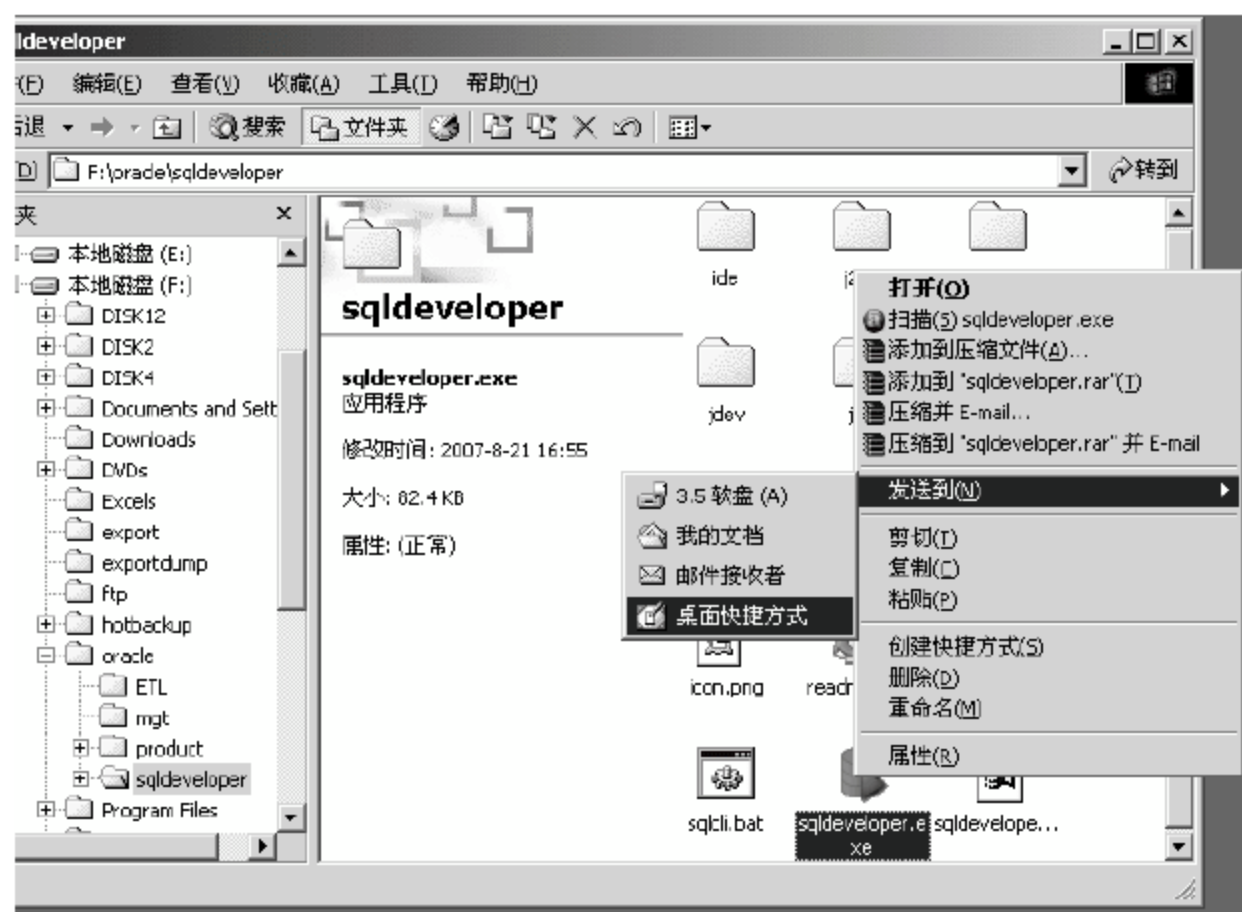 ldeveloper
(F) 编辑(E) 查看(V) 收藏(A) 工具(T) 帮助(H)
后退 搜索 文件夹
D) F:\oracle\sqldeveloper 转到
夹
本地磁盘 (E:)
本地磁盘 (F:)
DISK12
DISK2
DISK4
Documents and Sett
Downloads
DVDs
Excels
export
exportdump
ftp
hotbackup
oracle
ETL
mgt
product
sqldeveloper
Program Files
sqldeveloper
sqldeveloper.exe
应用程序
修改时间: 2007-8-21 16:55
大小: 82.4 KB
属性: (正常)
ide
jdev
icon.png
readr
sqlcli.bat
sqldeveloper.e
xe
sqldevelope...
打开(O)
扫描(S) sqldeveloper.exe
添加到压缩文件(A)...
添加到 "sqldeveloper.rar"(T)
压缩并 E-mail...
压缩到 "sqldeveloper.rar" 并 E-mail
发送到(N)
剪切(T)
复制(C)
粘贴(P)
创建快捷方式(S)
删除(D)
重命名(M)
属性(R)
3.5 软盘 (A)
我的文档
邮件接收者
桌面快捷方式